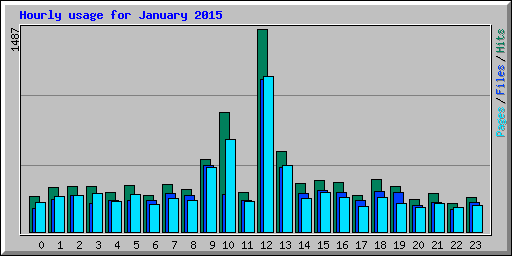 Hourly usage for January 2015
1487
Pages/Files/Hits
0 1 2 3 4 5 6 7 8 9 10 11 12 13 14 15 16 17 18 19 20 21 22 23